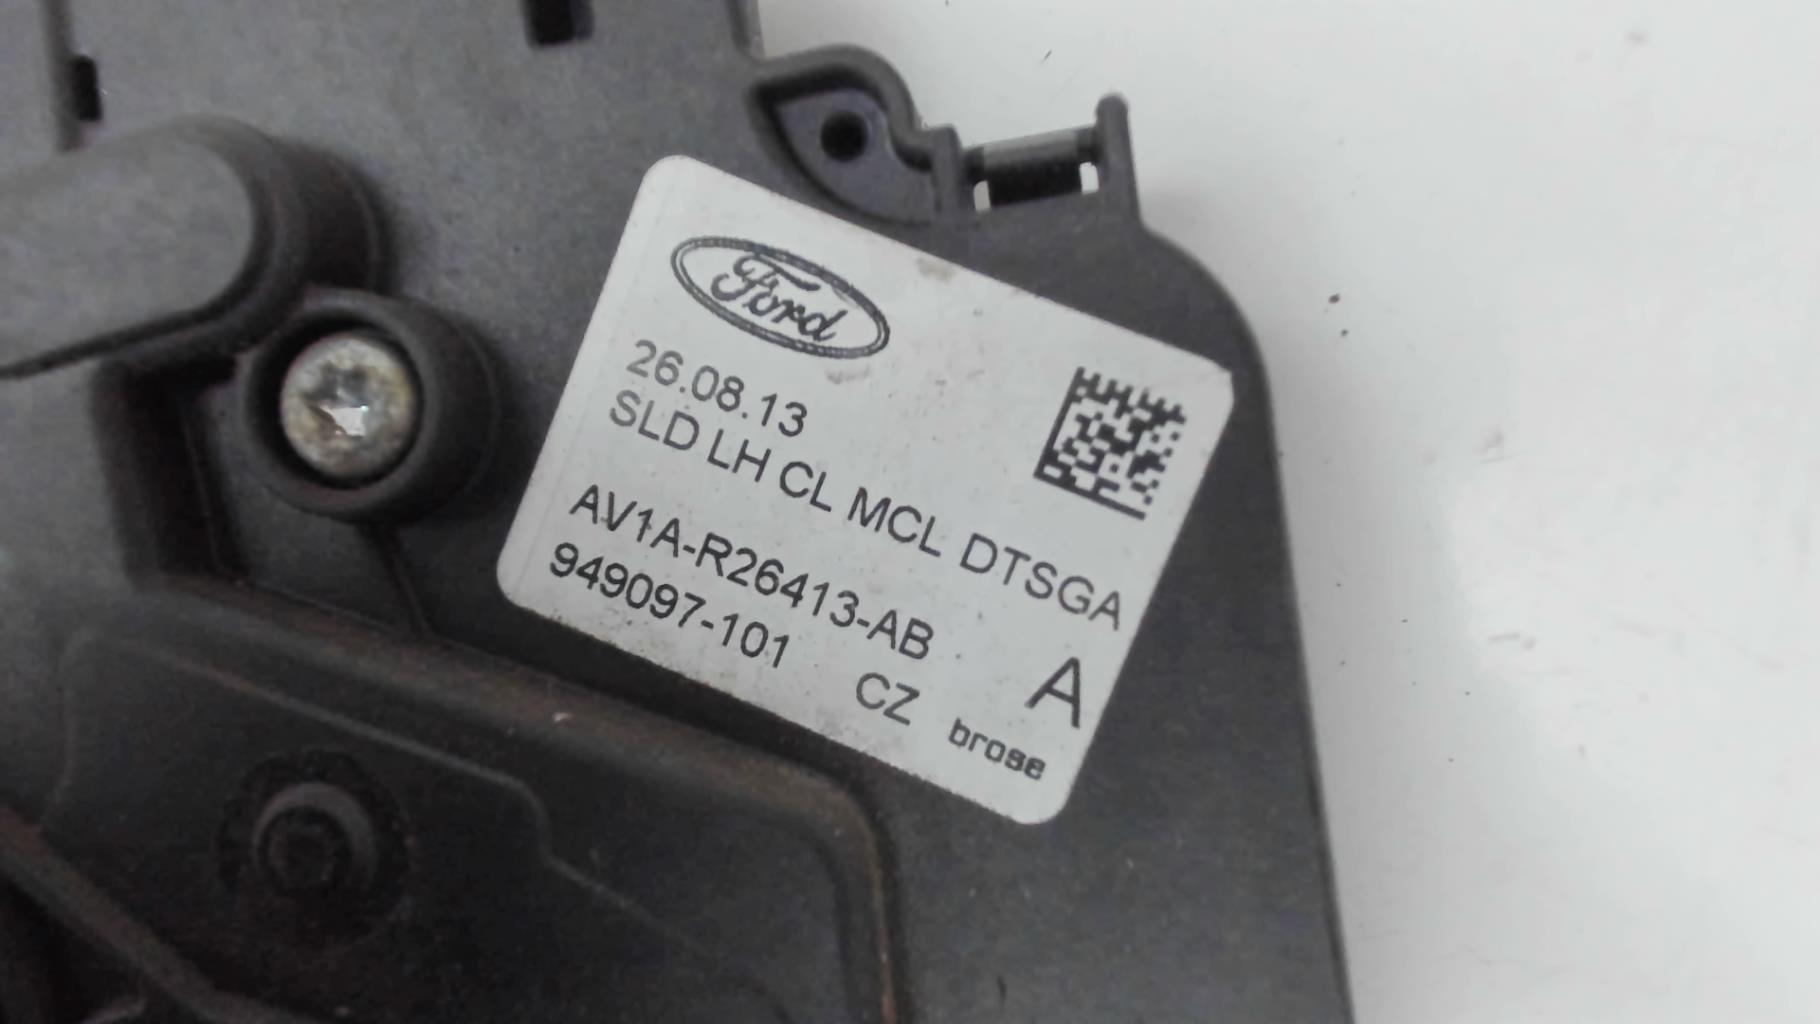 Ford
26.08.13
SLD LH CL MCL DTSGA
AV1A-R26413-AB
949097-101
A
CZ
brose